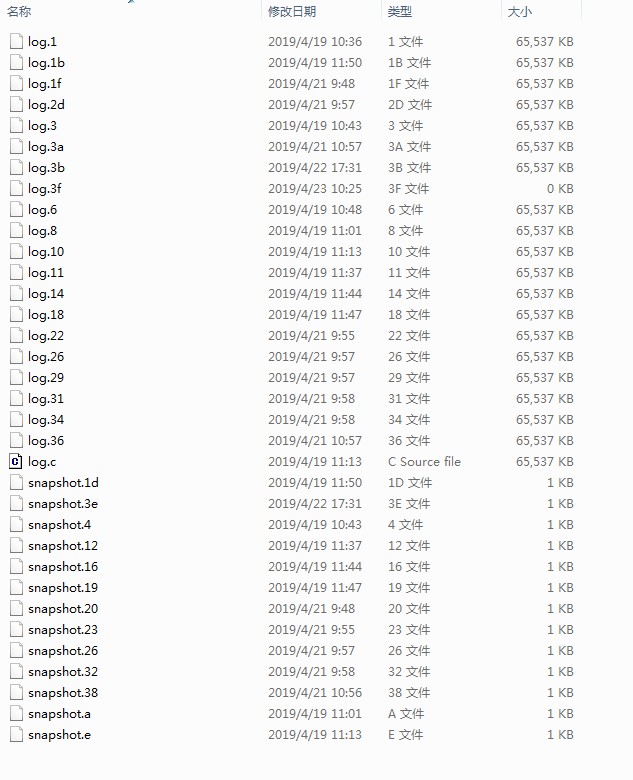 名称 修改日期 类型 大小
log.1 2019/4/19 10:36 1 文件 65,537 KB
log.1b 2019/4/19 11:50 1B 文件 65,537 KB
log.1f 2019/4/21 9:48 1F 文件 65,537 KB
log.2d 2019/4/21 9:57 2D 文件 65,537 KB
log.3 2019/4/19 10:43 3 文件 65,537 KB
log.3a 2019/4/21 10:57 3A 文件 65,537 KB
log.3b 2019/4/22 17:31 3B 文件 65,537 KB
log.3f 2019/4/23 10:25 3F 文件 0 KB
log.6 2019/4/19 10:48 6 文件 65,537 KB
log.8 2019/4/19 11:01 8 文件 65,537 KB
log.10 2019/4/19 11:13 10 文件 65,537 KB
log.11 2019/4/19 11:37 11 文件 65,537 KB
log.14 2019/4/19 11:44 14 文件 65,537 KB
log.18 2019/4/19 11:47 18 文件 65,537 KB
log.22 2019/4/21 9:55 22 文件 65,537 KB
log.26 2019/4/21 9:57 26 文件 65,537 KB
log.29 2019/4/21 9:57 29 文件 65,537 KB
log.31 2019/4/21 9:58 31 文件 65,537 KB
log.34 2019/4/21 9:58 34 文件 65,537 KB
log.36 2019/4/21 10:57 36 文件 65,537 KB
log.c 2019/4/19 11:13 C Source file 65,537 KB
snapshot.1d 2019/4/19 11:50 1D 文件 1 KB
snapshot.3e 2019/4/22 17:31 3E 文件 1 KB
snapshot.4 2019/4/19 10:43 4 文件 1 KB
snapshot.12 2019/4/19 11:37 12 文件 1 KB
snapshot.16 2019/4/19 11:44 16 文件 1 KB
snapshot.19 2019/4/19 11:47 19 文件 1 KB
snapshot.20 2019/4/21 9:48 20 文件 1 KB
snapshot.23 2019/4/21 9:55 23 文件 1 KB
snapshot.26 2019/4/21 9:57 26 文件 1 KB
snapshot.32 2019/4/21 9:58 32 文件 1 KB
snapshot.38 2019/4/21 10:56 38 文件 1 KB
snapshot.a 2019/4/19 11:01 A 文件 1 KB
snapshot.e 2019/4/19 11:13 E 文件 1 KB